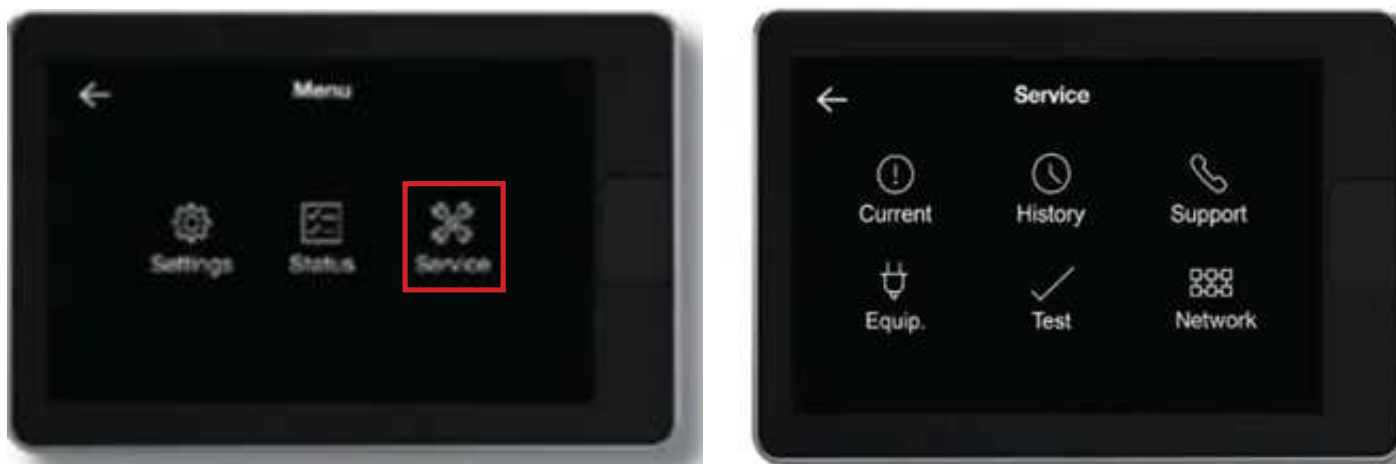 Menu
Settings Status Service
Service
Current History Support
Equip. Test Network